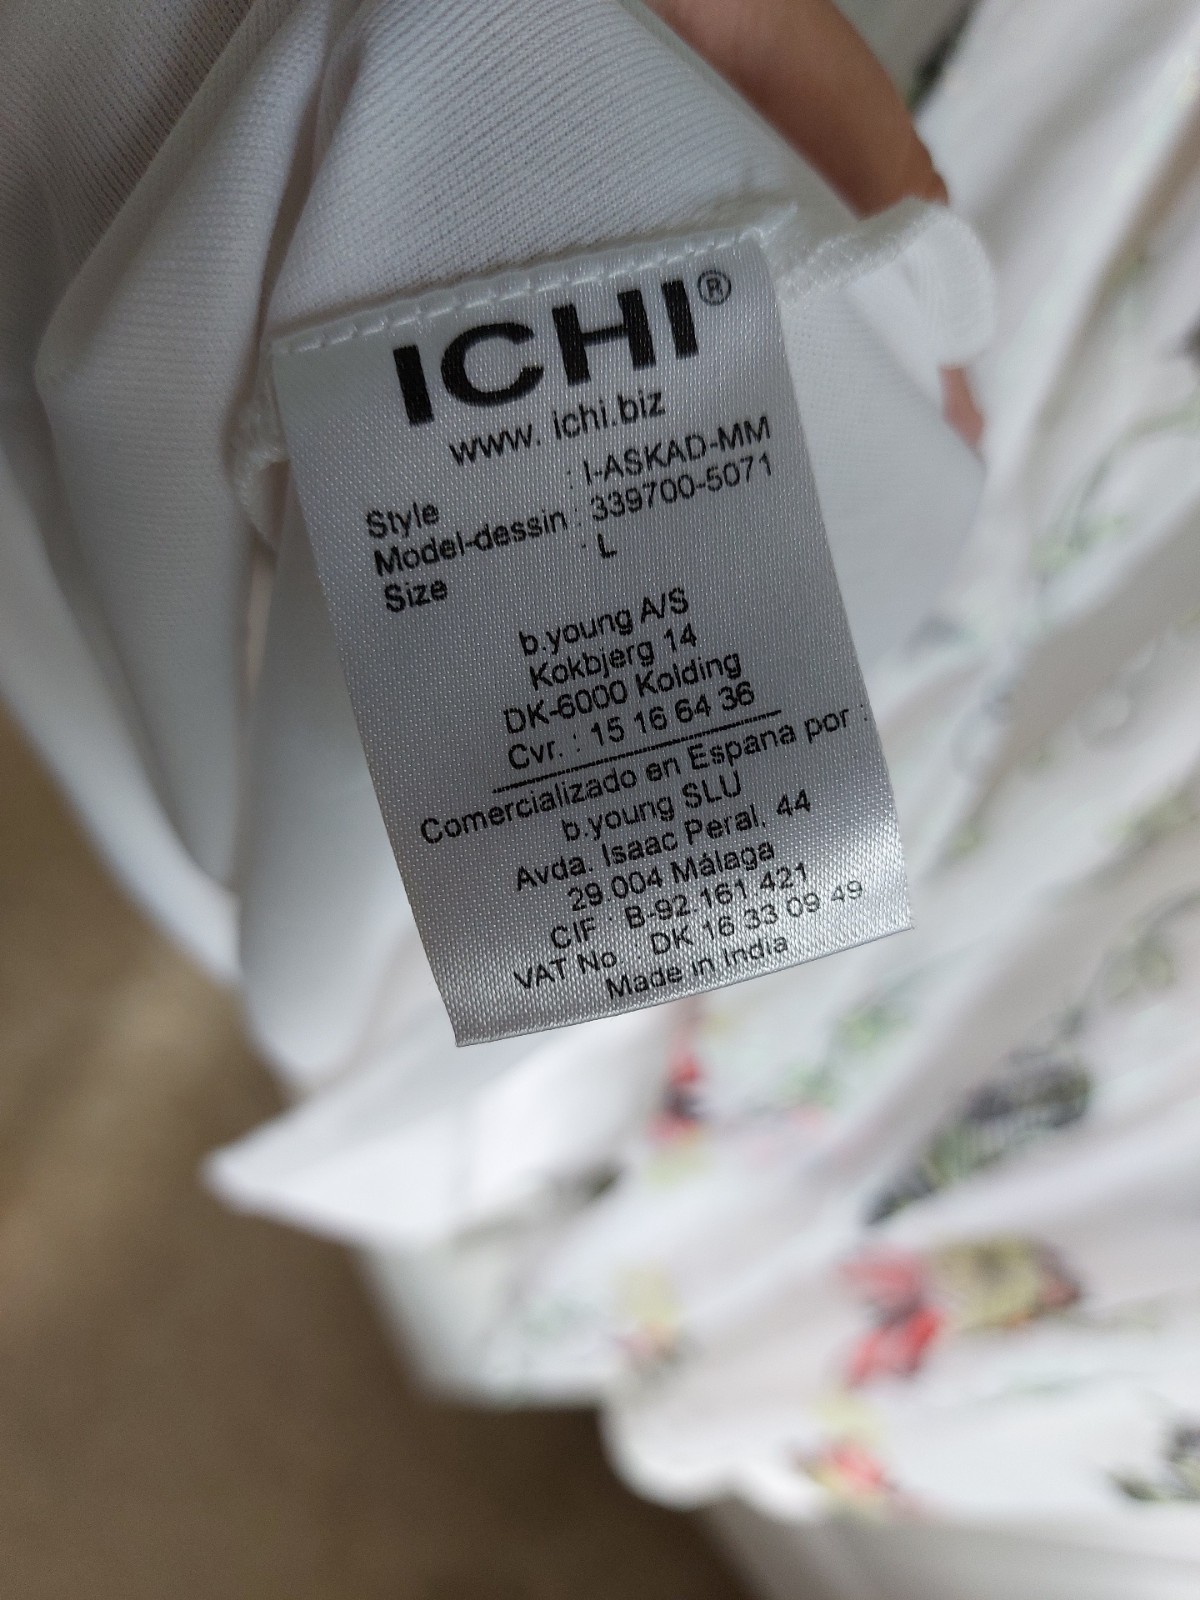 ICHI®
www. ichi.biz
Style : I-ASKAD-MM
Model-dessin : 339700-5071
Size : L
b.young A/S
Kokbjerg 14
DK-6000 Kolding
Cvr. : 15 16 64 36
Comercializado en Espana por :
b.young SLU
Avda. Isaac Peral, 44
29.004 Málaga
CIF : B-92.161.421
VAT No : DK 16 33 09 49
Made in India